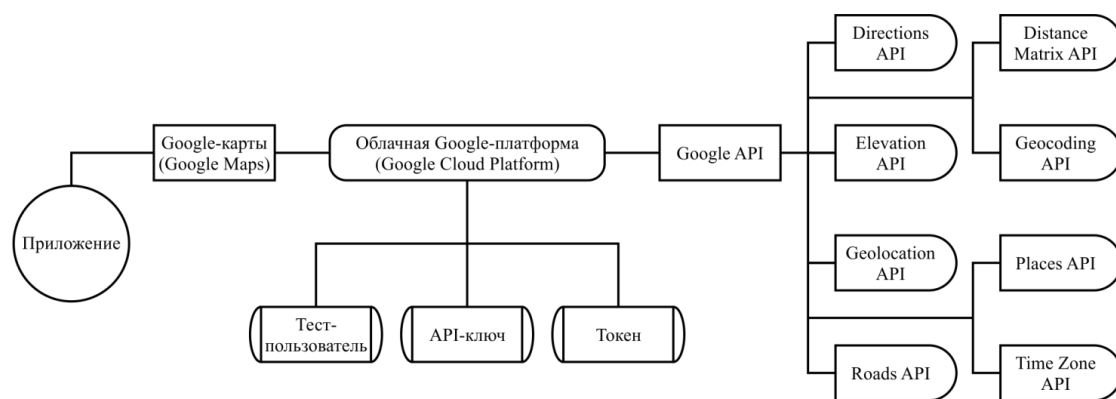 Приложение
Google-карты
(Google Maps)
Облачная Google-платформа
(Google Cloud Platform)
Тест-
пользователь
API-ключ
Токен
Google API
Directions
API
Distance
Matrix API
Elevation
API
Geocoding
API
Geolocation
API
Places API
Roads API
Time Zone
API